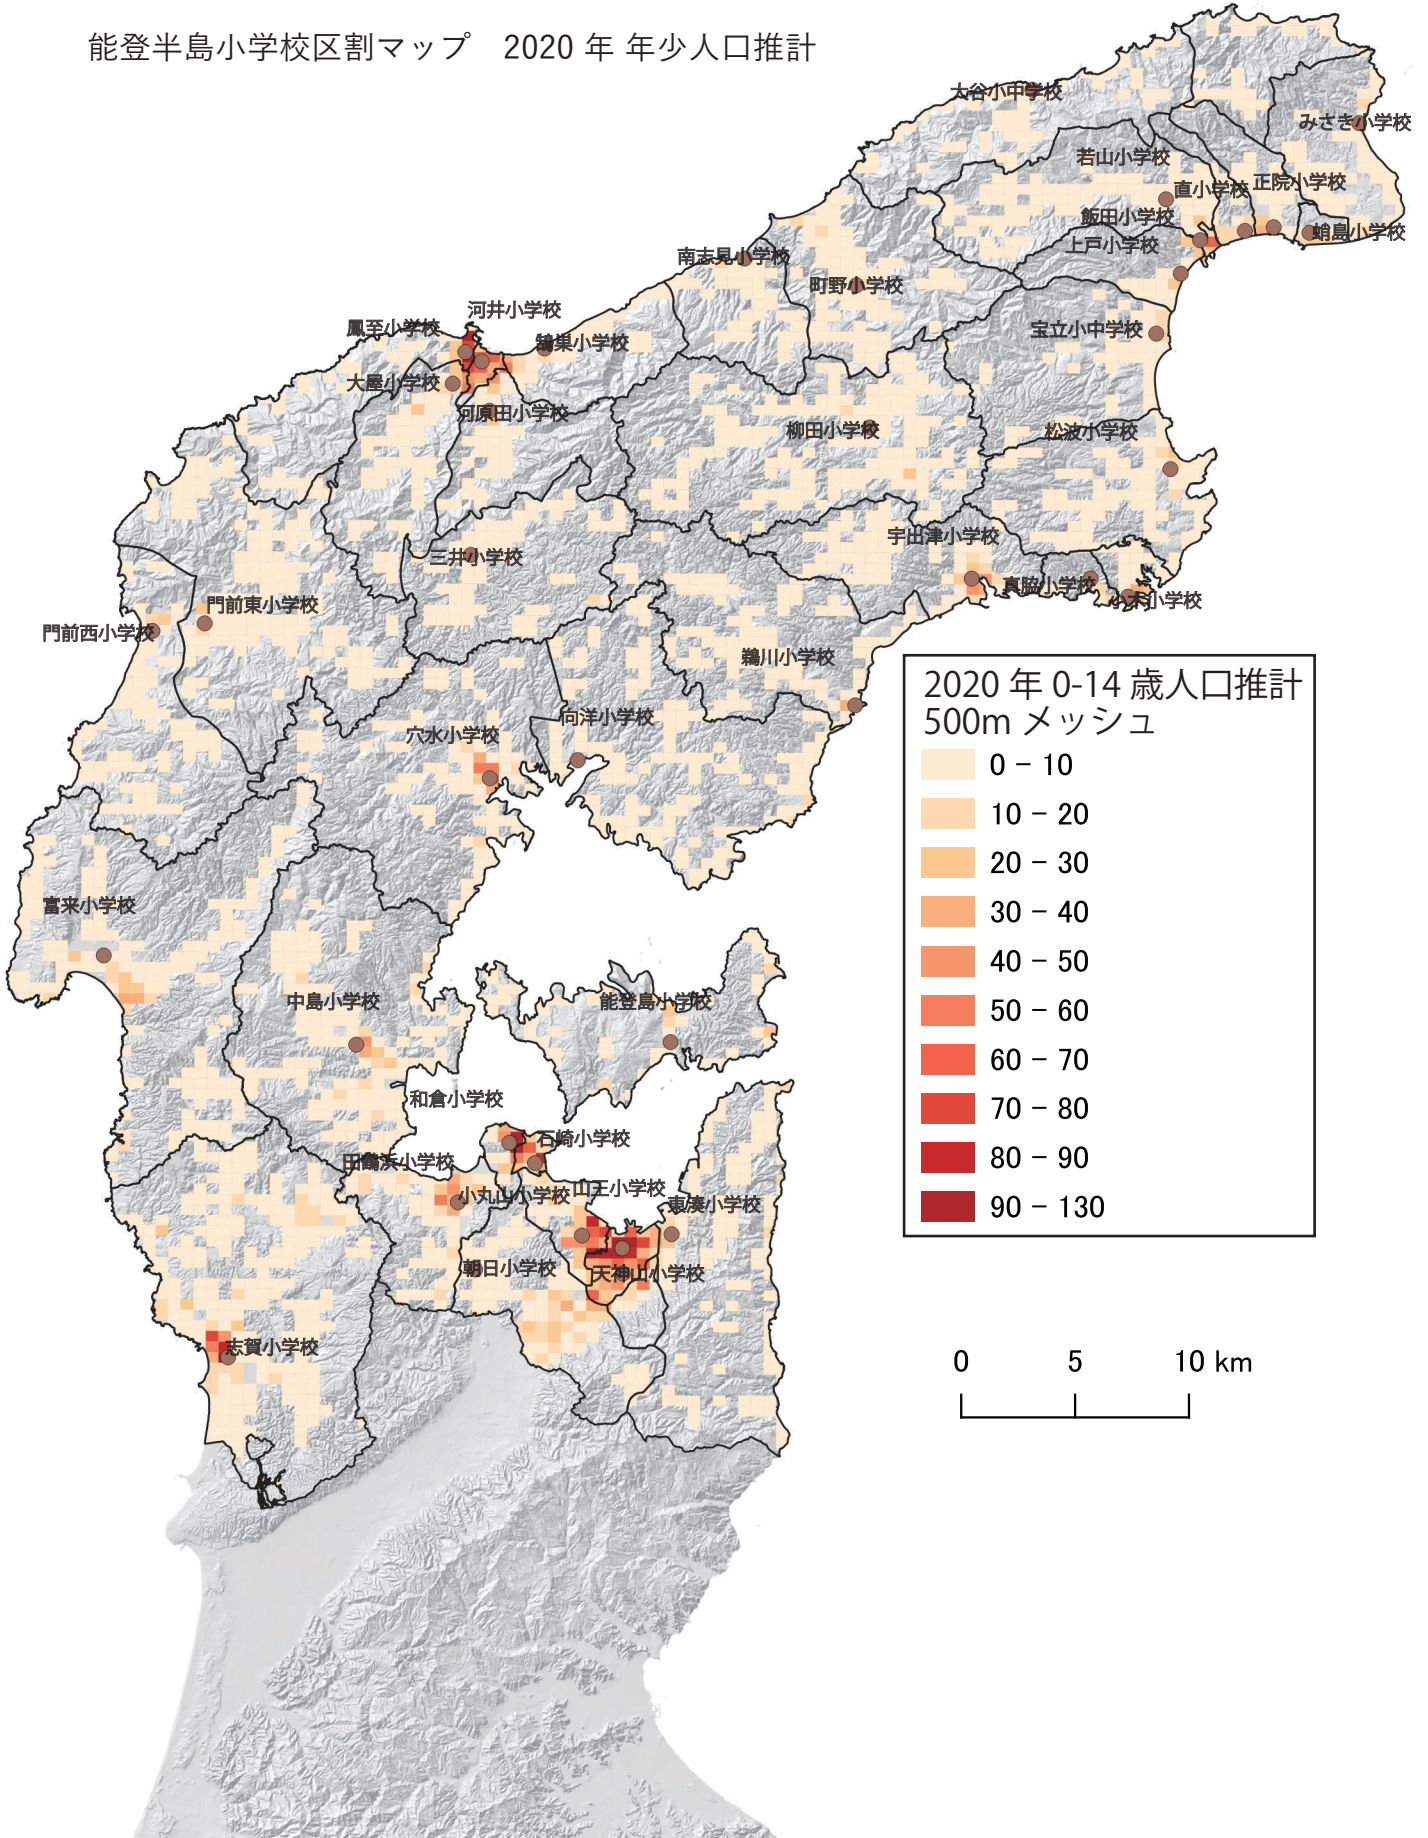 能登半島小学校区割マップ 2020 年 年少人口推計
大谷小中学校
みさき小学校
若山小学校
直小学校
正院小学校
飯田小学校
蛸島小学校
上戸小学校
南志見小学校
町野小学校
河井小学校
鳳至小学校
鵠巣小学校
宝立小中学校
大屋小学校
河原田小学校
柳田小学校
松波小学校
宇出津小学校
三井小学校
真脇小学校
小木小学校
門前東小学校
門前西小学校
鵜川小学校
向洋小学校
穴水小学校
2020 年 0-14 歳人口推計
500m メッシュ
0 – 10
10 – 20
20 – 30
30 – 40
40 – 50
50 – 60
60 – 70
70 – 80
80 – 90
90 – 130
富来小学校
中島小学校
能登島小学校
和倉小学校
石崎小学校
田鶴浜小学校
小丸山小学校
山王小学校
東湊小学校
朝日小学校
天神山小学校
志賀小学校
0 5 10 km